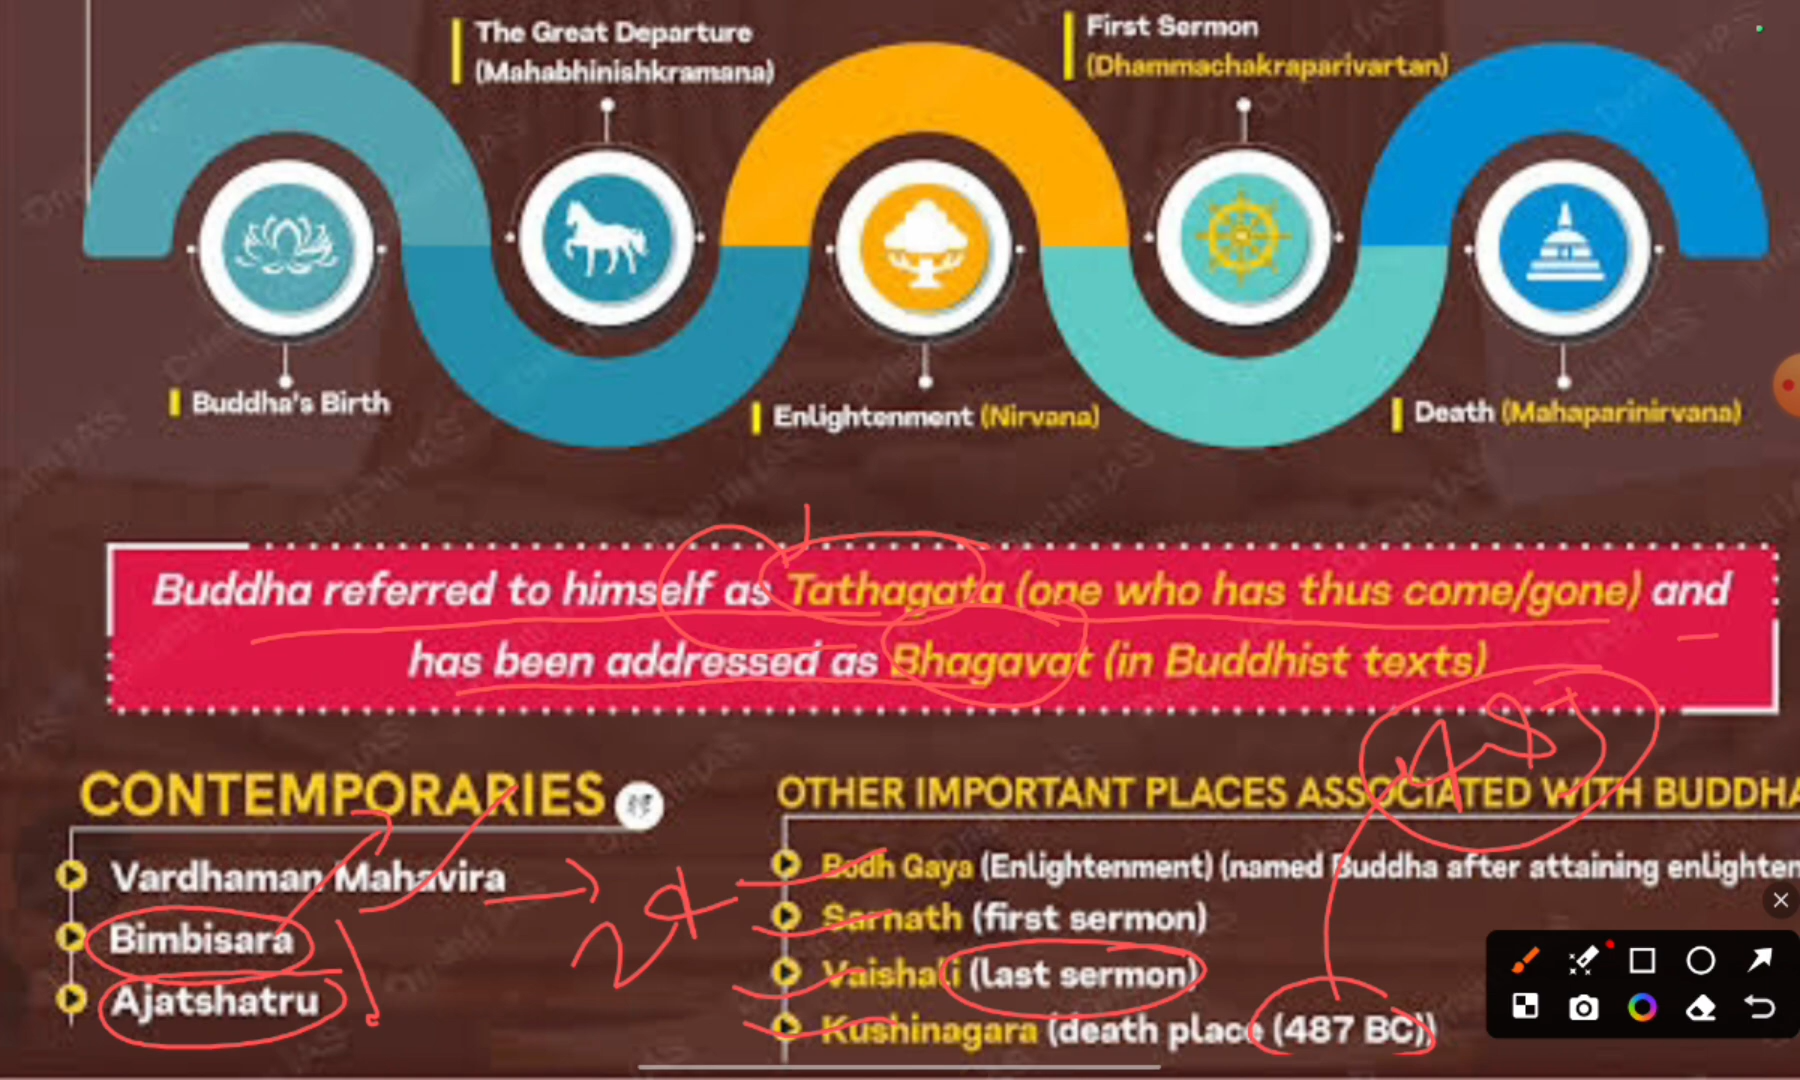 The Great Departure
(Mahabhinishkramana)
First Sermon
(Dhammachakraparivartan)
Buddha's Birth
Enlightenment (Nirvana)
Death (Mahaparinirvana)
Buddha referred to himself as Tathagata (one who has thus come/gone) and
has been addressed as Bhagavat (in Buddhist texts)
CONTEMPORARIES
Vardhaman Mahavira
Bimbisara
Ajatshatru
24
OTHER IMPORTANT PLACES ASSOCIATED WITH BUDDHA
487
Bodh Gaya (Enlightenment) (named Buddha after attaining enlighten
Sarnath (first sermon)
Vaishali (last sermon)
Kushinagara (death place (487 BC))